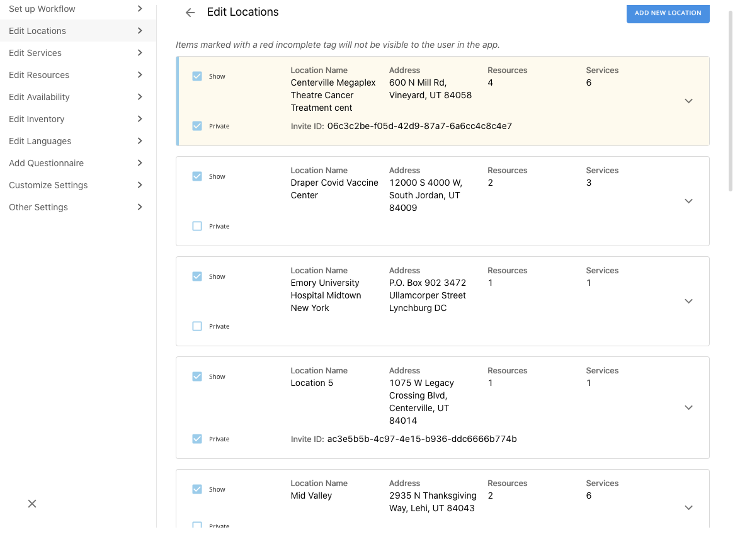 Set up Workflow
Edit Locations
Edit Services
Edit Resources
Edit Availability
Edit Inventory
Edit Languages
Add Questionnaire
Customize Settings
Other Settings
Edit Locations
ADD NEW LOCATION
Items marked with a red incomplete tag will not be visible to the user in the app.
Show
Location Name
Centerville Megaplex
Theatre Cancer
Treatment cent
Address
600 N Mill Rd,
Vineyard, UT 84058
Resources
4
Services
6
Private
Invite ID: 06c3c2be-f05d-42d9-87a7-6a6cc4c8c4e7
Show
Location Name
Draper Covid Vaccine
Center
Address
12000 S 4000 W,
South Jordan, UT
84009
Resources
2
Services
3
Private
Show
Location Name
Emory University
Hospital Midtown
New York
Address
P.O. Box 902 3472
Ullamcorper Street
Lynchburg DC
Resources
1
Services
1
Private
Show
Location Name
Location 5
Address
1075 W Legacy
Crossing Blvd,
Centerville, UT
84014
Resources
1
Services
1
Private
Invite ID: ac3e5b5b-4c97-4e15-b936-ddc6666b774b
Show
Location Name
Mid Valley
Address
2935 N Thanksgiving
Way, Lehi, UT 84043
Resources
2
Services
6
Private